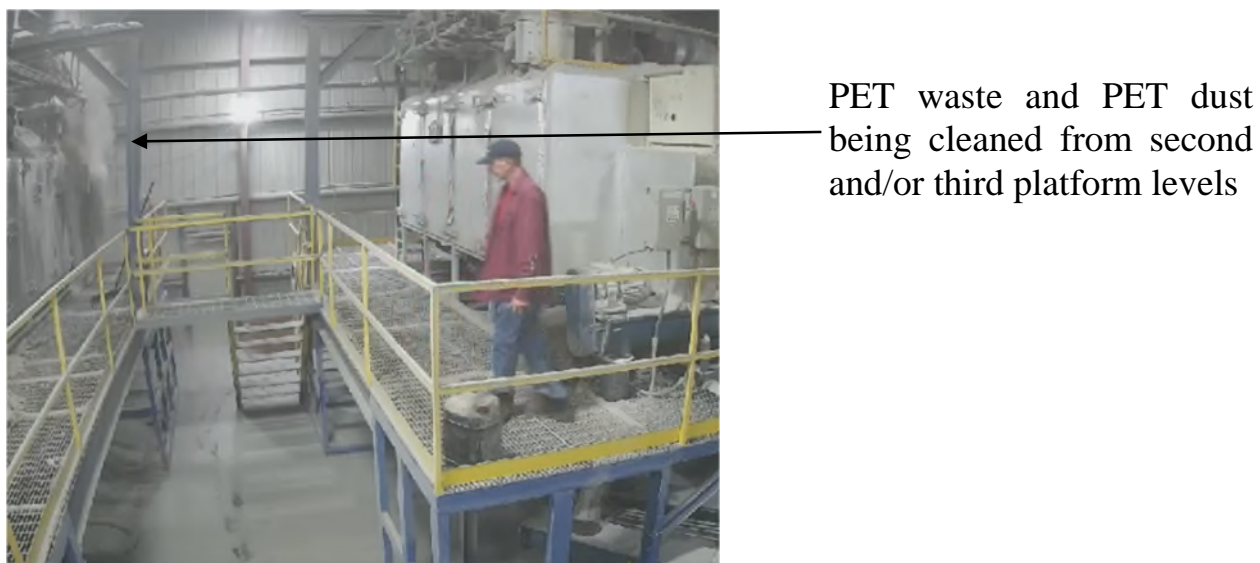 PET waste and PET dust
being cleaned from second
and/or third platform levels